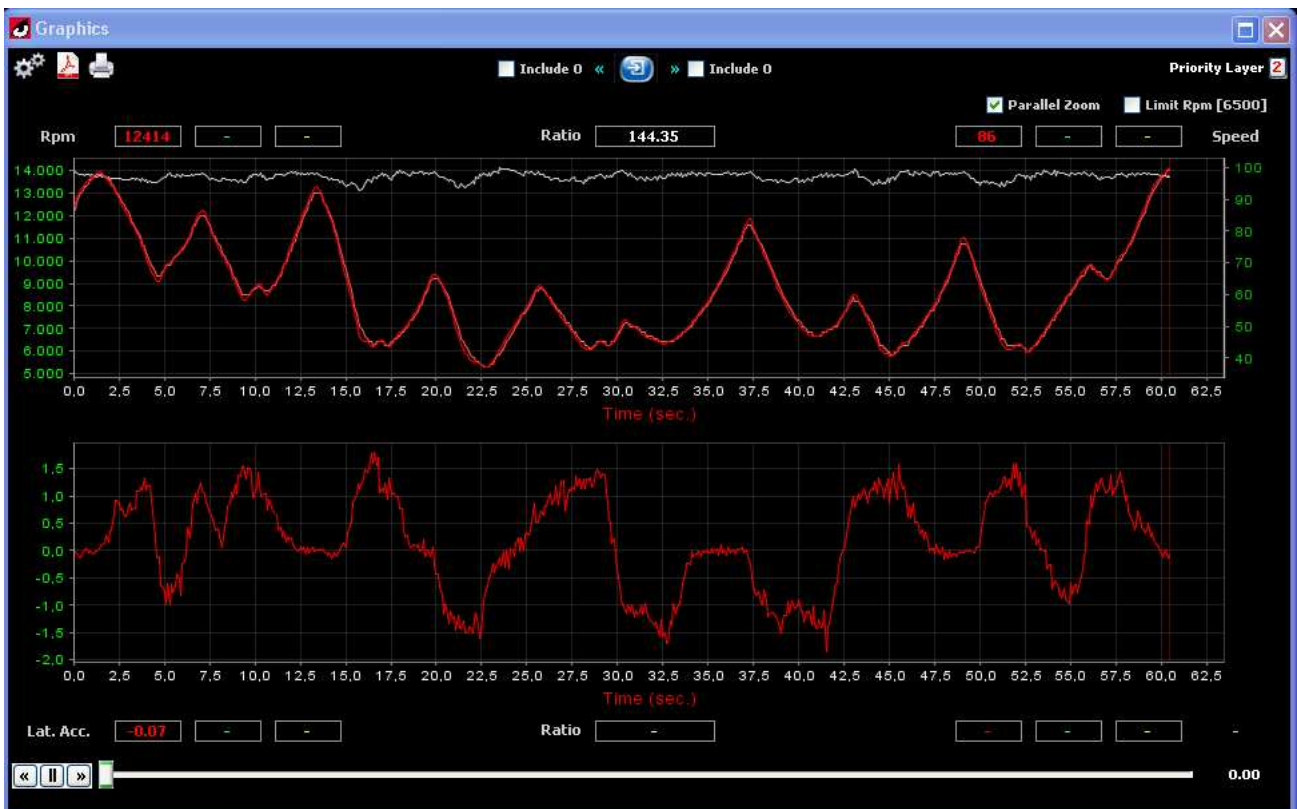 Graphics
Include 0 « » Include 0
Priority Layer 2
Parallel Zoom Limit Rpm [6500]
Rpm 12414 - - Ratio 144.35 86 - - Speed
14.000
13.000
12.000
11.000
10.000
9.000
8.000
7.000
6.000
5.000
100
90
80
70
60
50
40
0,0 2,5 5,0 7,5 10,0 12,5 15,0 17,5 20,0 22,5 25,0 27,5 30,0 32,5 35,0 37,5 40,0 42,5 45,0 47,5 50,0 52,5 55,0 57,5 60,0 62,5
Time (sec.)
1,5
1,0
0,5
0,0
-0,5
-1,0
-1,5
-2,0
0,0 2,5 5,0 7,5 10,0 12,5 15,0 17,5 20,0 22,5 25,0 27,5 30,0 32,5 35,0 37,5 40,0 42,5 45,0 47,5 50,0 52,5 55,0 57,5 60,0 62,5
Time (sec.)
Lat. Acc. -0.07 - - Ratio - - - - -
« » 0.00